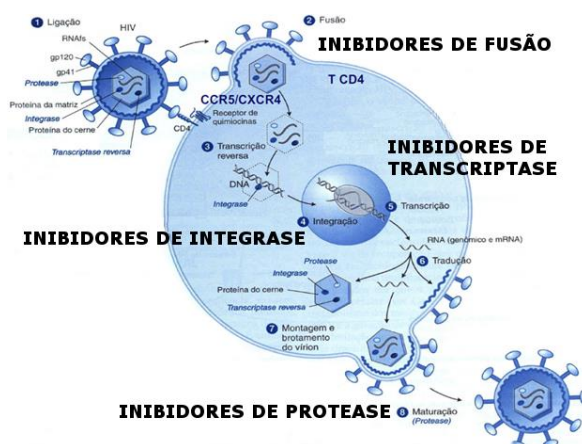 1 Ligação
HIV
RNAfs
gp120
gp41
Protease
Proteína da matriz
Integrase
Proteína do cerne
Transcriptase reversa
CD4
2 Fusão
INIBIDORES DE FUSÃO
T CD4
CCR5/CXCR4
Receptor de
quimiocinas
3 Transcrição
reversa
INIBIDORES DE
TRANSCRIPTASE
DNA
Integrase
4 Integração
5 Transcrição
INIBIDORES DE INTEGRASE
RNA (genômico e mRNA)
6 Tradução
Protease
Integrase
Proteína do cerne
Transcriptase reversa
7 Montagem e
brotamento
do vírion
INIBIDORES DE PROTEASE
8 Maturação
(Protease)